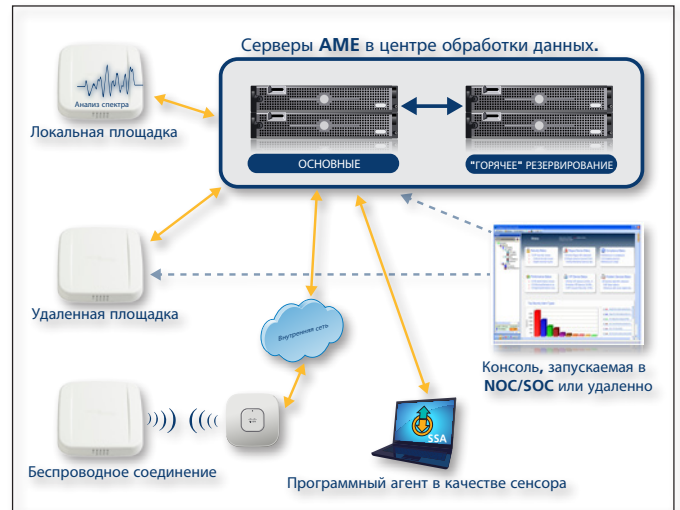 Серверы AME в центре обработки данных.
Анализ спектра
Локальная площадка
ОСНОВНЫЕ
"ГОРЯЧЕЕ" РЕЗЕРВИРОВАНИЕ
Удаленная площадка
Внутренняя сеть
Консоль, запускаемая в
NOC/SOC или удаленно
SSA
Беспроводное соединение
Программный агент в качестве сенсора